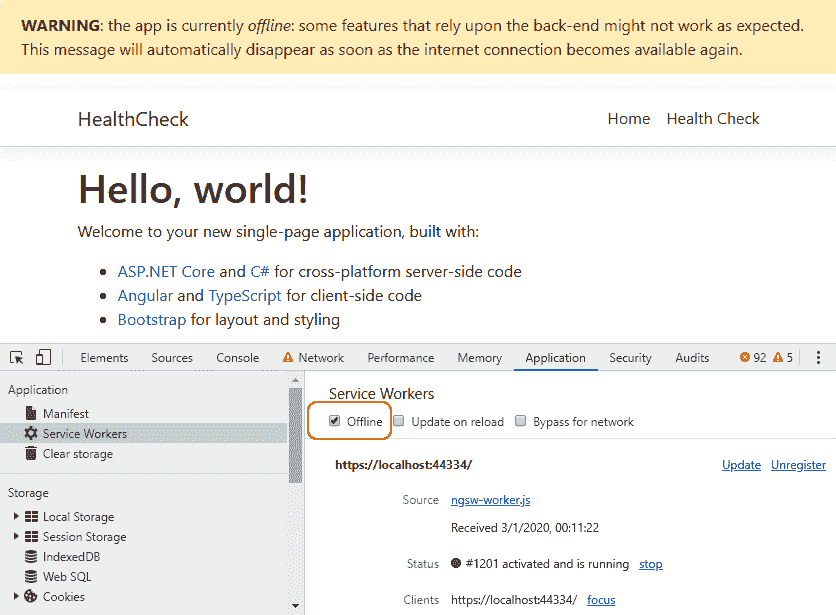 WARNING: the app is currently offline: some features that rely upon the back-end might not work as expected.
This message will automatically disappear as soon as the internet connection becomes available again.
HealthCheck
Home Health Check
Hello, world!
Welcome to your new single-page application, built with:
ASP.NET Core and C# for cross-platform server-side code
Angular and TypeScript for client-side code
Bootstrap for layout and styling
Elements Sources Console Network Performance Memory Application Security Audits 92 5
Application
Manifest
Service Workers
Clear storage
Storage
Local Storage
Session Storage
IndexedDB
Web SQL
Cookies
Service Workers
Offline Update on reload Bypass for network
https://localhost:44334/ Update Unregister
Source ngsw-worker.js
Received 3/1/2020, 00:11:22
Status #1201 activated and is running stop
Clients https://localhost:44334/ focus